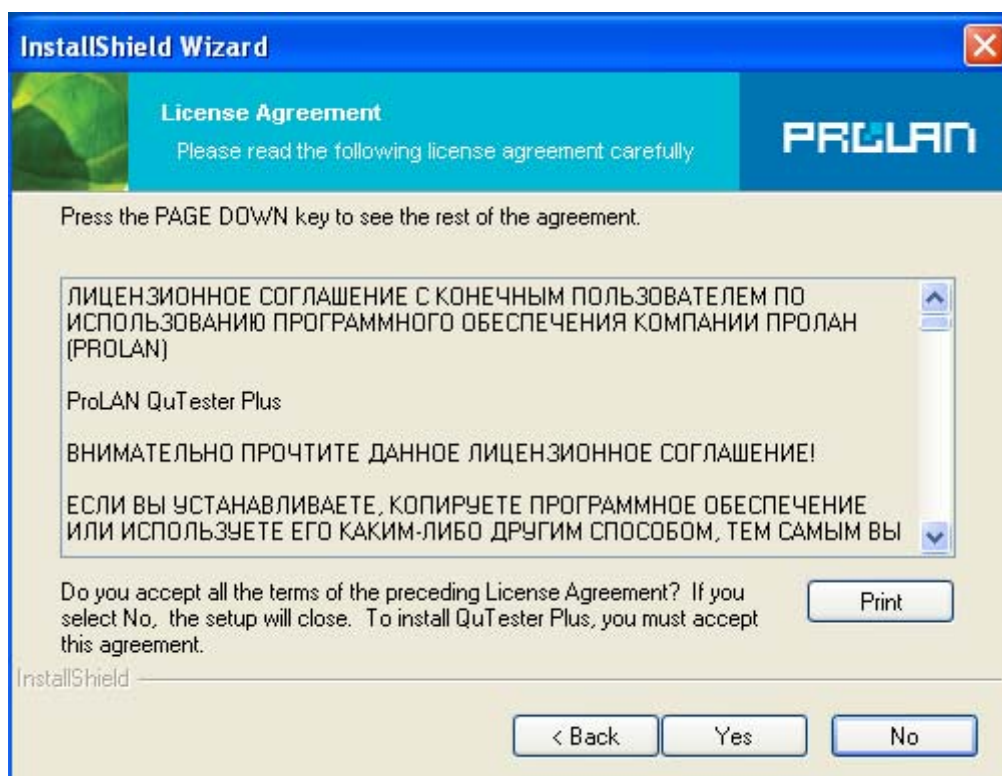 InstallShield Wizard
License Agreement
Please read the following license agreement carefully
PROLAN
Press the PAGE DOWN key to see the rest of the agreement.
ЛИЦЕНЗИОННОЕ СОГЛАШЕНИЕ С КОНЕЧНЫМ ПОЛЬЗОВАТЕЛЕМ ПО
ИСПОЛЬЗОВАНИЮ ПРОГРАММНОГО ОБЕСПЕЧЕНИЯ КОМПАНИИ ПРОЛАН
(PROLAN)
ProLAN QuTester Plus
ВНИМАТЕЛЬНО ПРОЧТИТЕ ДАННОЕ ЛИЦЕНЗИОННОЕ СОГЛАШЕНИЕ!
ЕСЛИ ВЫ УСТАНАВЛИВАЕТЕ, КОПИРУЕТЕ ПРОГРАММНОЕ ОБЕСПЕЧЕНИЕ
ИЛИ ИСПОЛЬЗУЕТЕ ЕГО КАКИМ-ЛИБО ДРУГИМ СПОСОБОМ, ТЕМ САМЫМ ВЫ
Do you accept all the terms of the preceding License Agreement? If you
select No, the setup will close. To install QuTester Plus, you must accept
this agreement.
Print
InstallShield
< Back
Yes
No